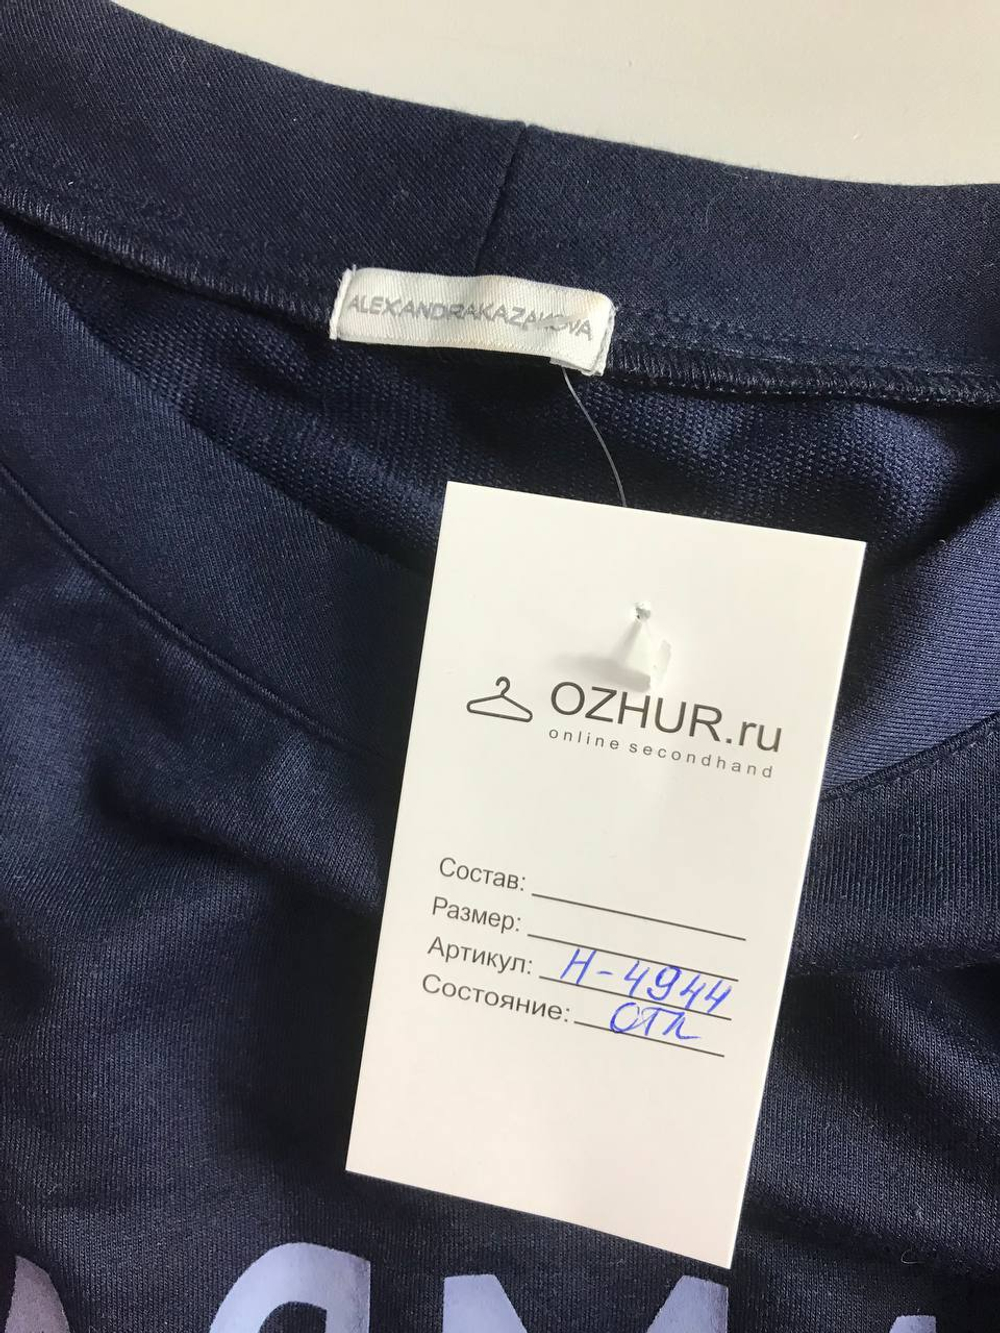 ALEXANDRAKAZAKOVA
OZHUR.ru
online secondhand
Состав:
Размер:
Артикул: Н-4944
Состояние: отл